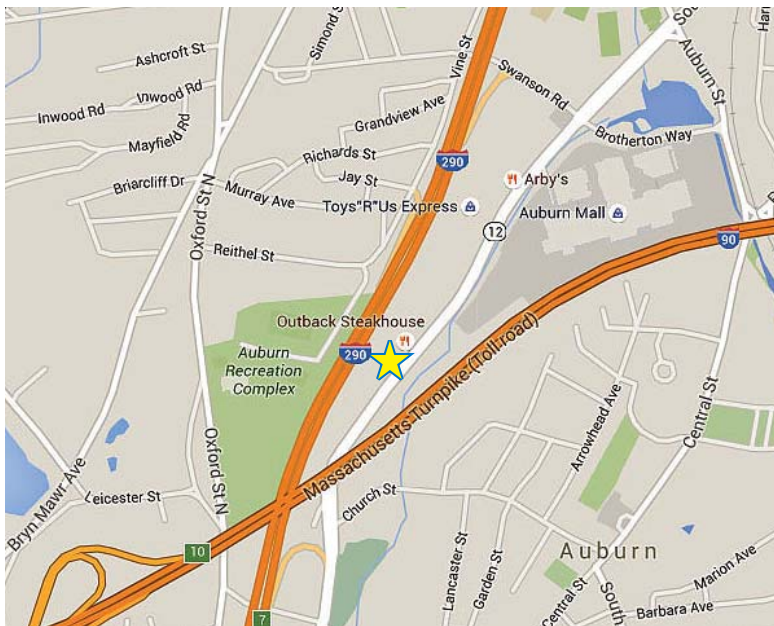 Sou
Simond St
Vine St
Har
Ashcroft St
Auburn St
Swanson Rd
Inwood Rd
Inwood Rd
Grandview Ave
Mayfield Rd
Brotherton Way
290
Richards St
Jay St
Arby's
Briarcliff Dr
Murray Ave
Toys"R"Us Express
Auburn Mall
Oxford St N
12
90
Reithel St
Outback Steakhouse
290
Auburn
Recreation
Complex
Massachusetts Turnpike (Toll road)
Arrowhead Ave
Central St
Oxford St N
Bryn Mawr Ave
Leicester St
Church St
10
Auburn
Lancaster St
Garden St
Marion Ave
Central St
South
Barbara Ave
7